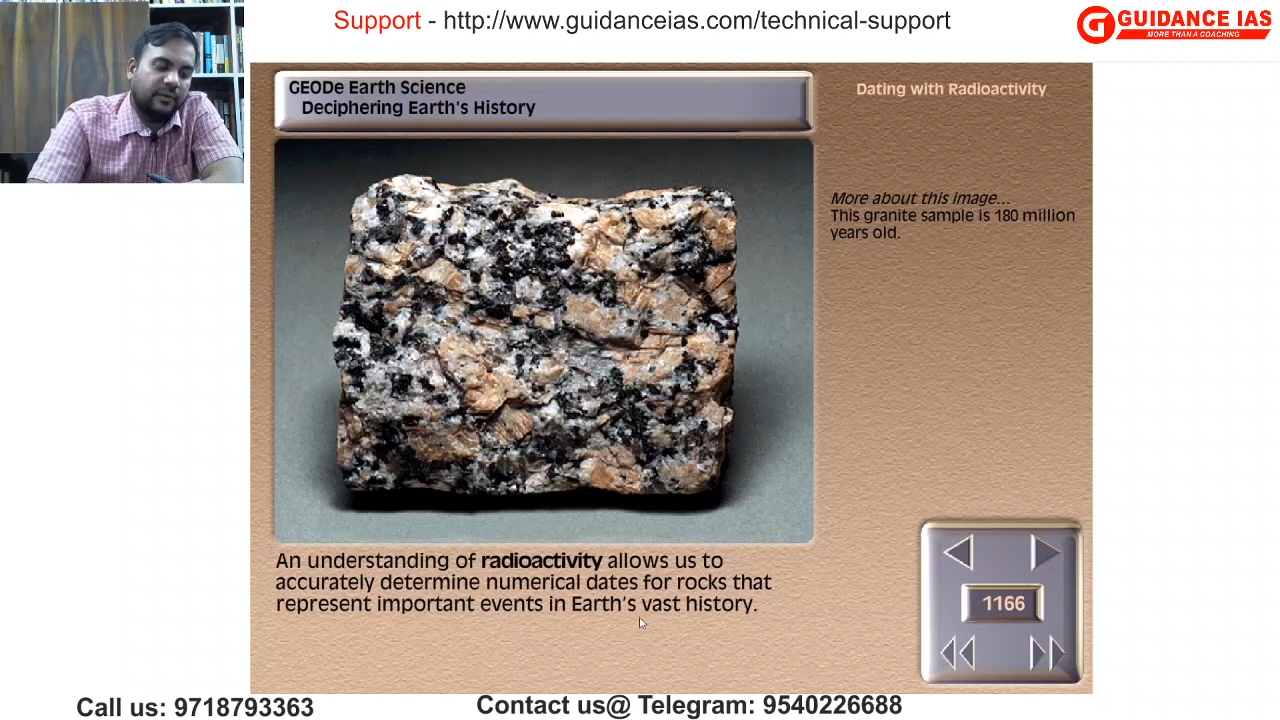 Support - http://www.guidanceias.com/technical-support
G GUIDANCE IAS
MORE THAN A COACHING
GEODe Earth Science
Deciphering Earth's History
Dating with Radioactivity
More about this image...
This granite sample is 180 million
years old.
An understanding of radioactivity allows us to
accurately determine numerical dates for rocks that
represent important events in Earth's vast history.
1166
Call us: 9718793363
Contact us@ Telegram: 9540226688